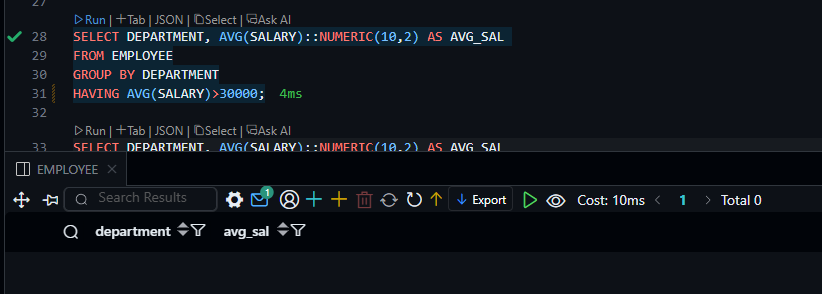 27
Run | +Tab | JSON | Select | Ask AI
28 SELECT DEPARTMENT, AVG(SALARY)::NUMERIC(10,2) AS AVG_SAL
29 FROM EMPLOYEE
30 GROUP BY DEPARTMENT
31 HAVING AVG(SALARY)>30000; 4ms
32
Run | +Tab | JSON | Select | Ask AI
33 SELECT DEPARTMENT, AVG(SALARY)::NUMERIC(10,2) AS AVG_SAL
EMPLOYEE
Search Results 1 Export Cost: 10ms < 1 > Total 0
department avg_sal